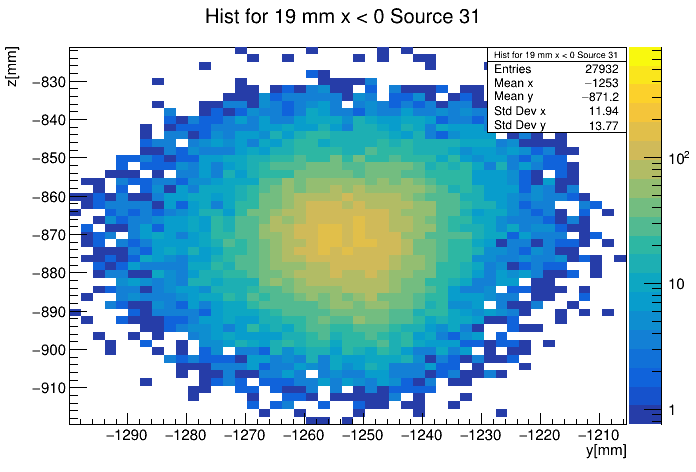 Hist for 19 mm x < 0 Source 31
z[mm]
Hist for 19 mm x < 0 Source 31
Entries 27932
Mean x −1253
Mean y −871.2
Std Dev x 11.94
Std Dev y 13.77
−830
−840
−850
−860
−870
−880
−890
−900
−910
10²
10
1
−1290 −1280 −1270 −1260 −1250 −1240 −1230 −1220 −1210
y[mm]